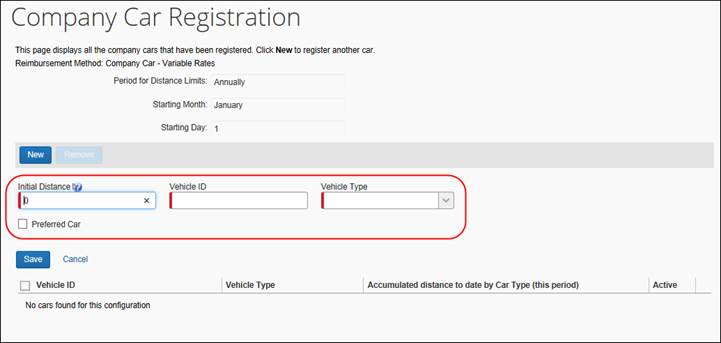 Company Car Registration
This page displays all the company cars that have been registered. Click New to register another car.
Reimbursement Method: Company Car - Variable Rates
Period for Distance Limits: Annually
Starting Month: January
Starting Day: 1
New Remove
Initial Distance Vehicle ID Vehicle Type
0
Preferred Car
Save Cancel
Vehicle ID Vehicle Type Accumulated distance to date by Car Type (this period) Active
No cars found for this configuration